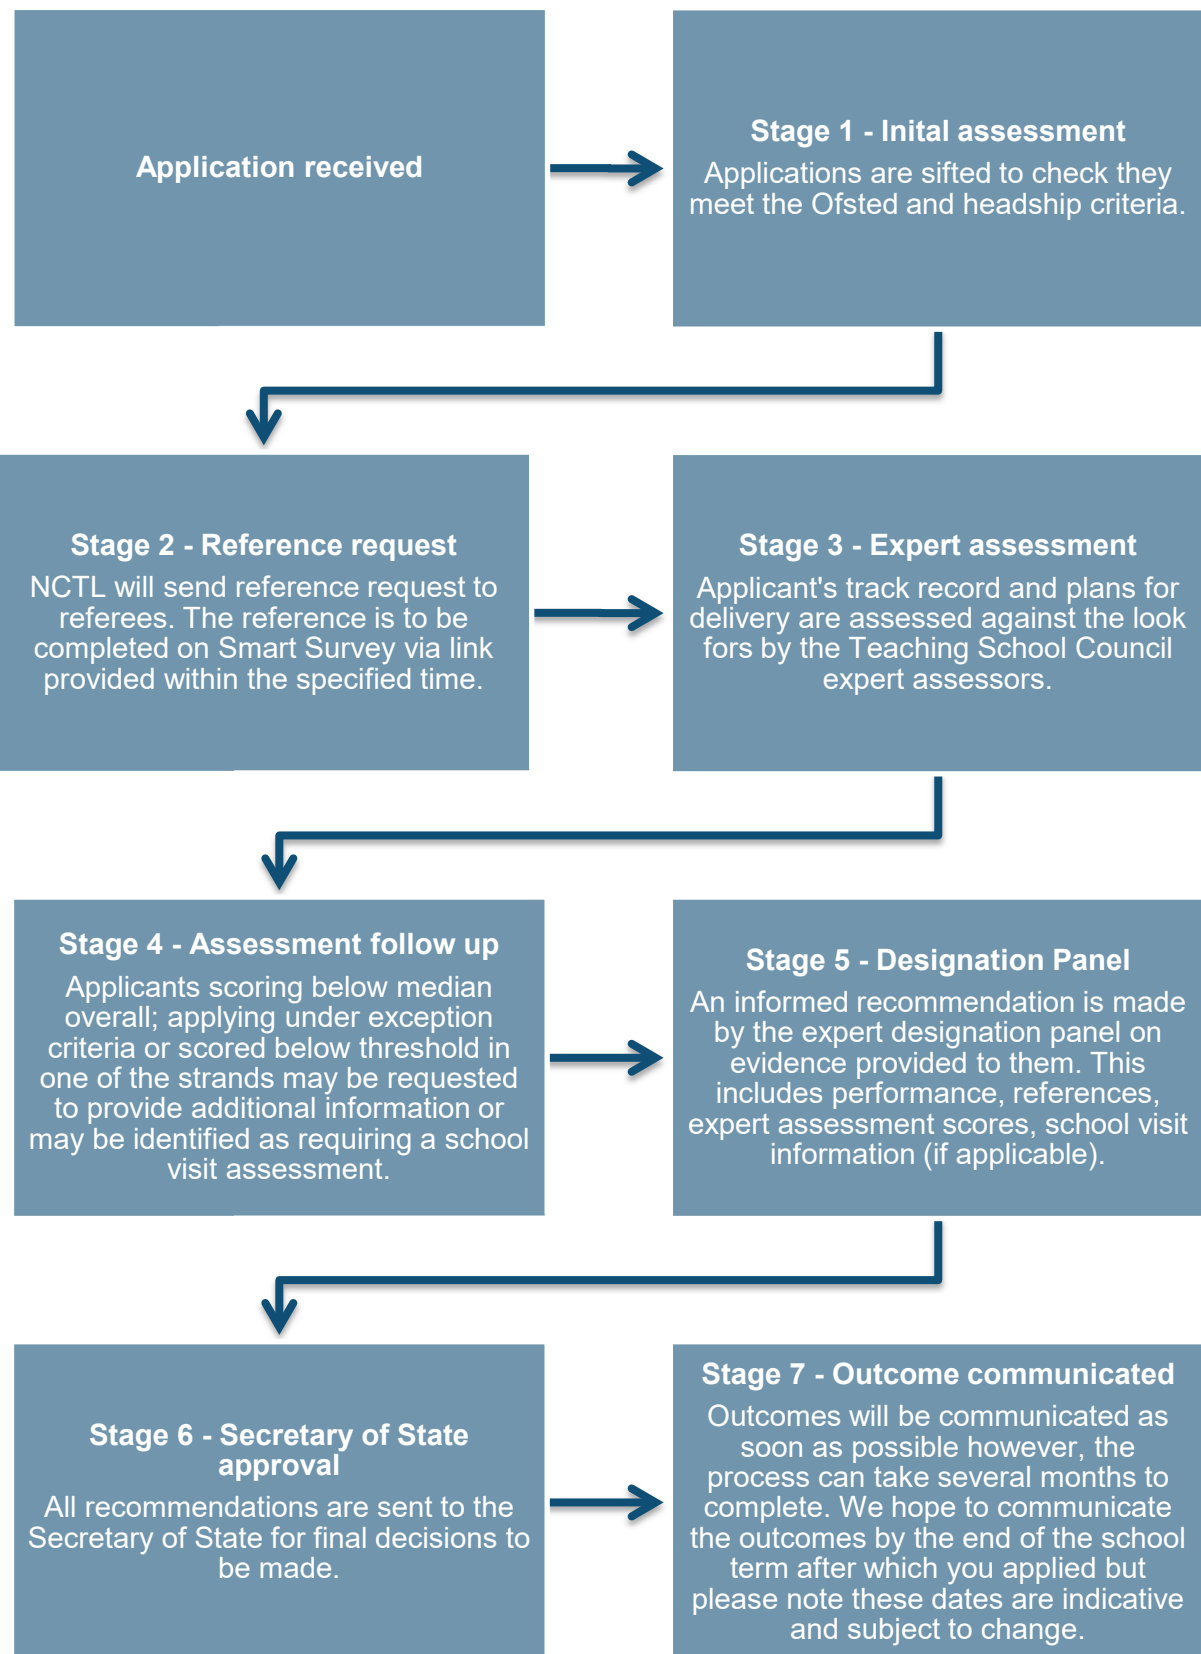 Application received
Stage 1 - Inital assessment
Applications are sifted to check they
meet the Ofsted and headship criteria.
Stage 2 - Reference request
NCTL will send reference request to
referees. The reference is to be
completed on Smart Survey via link
provided within the specified time.
Stage 3 - Expert assessment
Applicant's track record and plans for
delivery are assessed against the look
fors by the Teaching School Council
expert assessors.
Stage 4 - Assessment follow up
Applicants scoring below median
overall; applying under exception
criteria or scored below threshold in
one of the strands may be requested
to provide additional information or
may be identified as requiring a school
visit assessment.
Stage 5 - Designation Panel
An informed recommendation is made
by the expert designation panel on
evidence provided to them. This
includes performance, references,
expert assessment scores, school visit
information (if applicable).
Stage 6 - Secretary of State
approval
All recommendations are sent to the
Secretary of State for final decisions to
be made.
Stage 7 - Outcome communicated
Outcomes will be communicated as
soon as possible however, the
process can take several months to
complete. We hope to communicate
the outcomes by the end of the school
term after which you applied but
please note these dates are indicative
and subject to change.